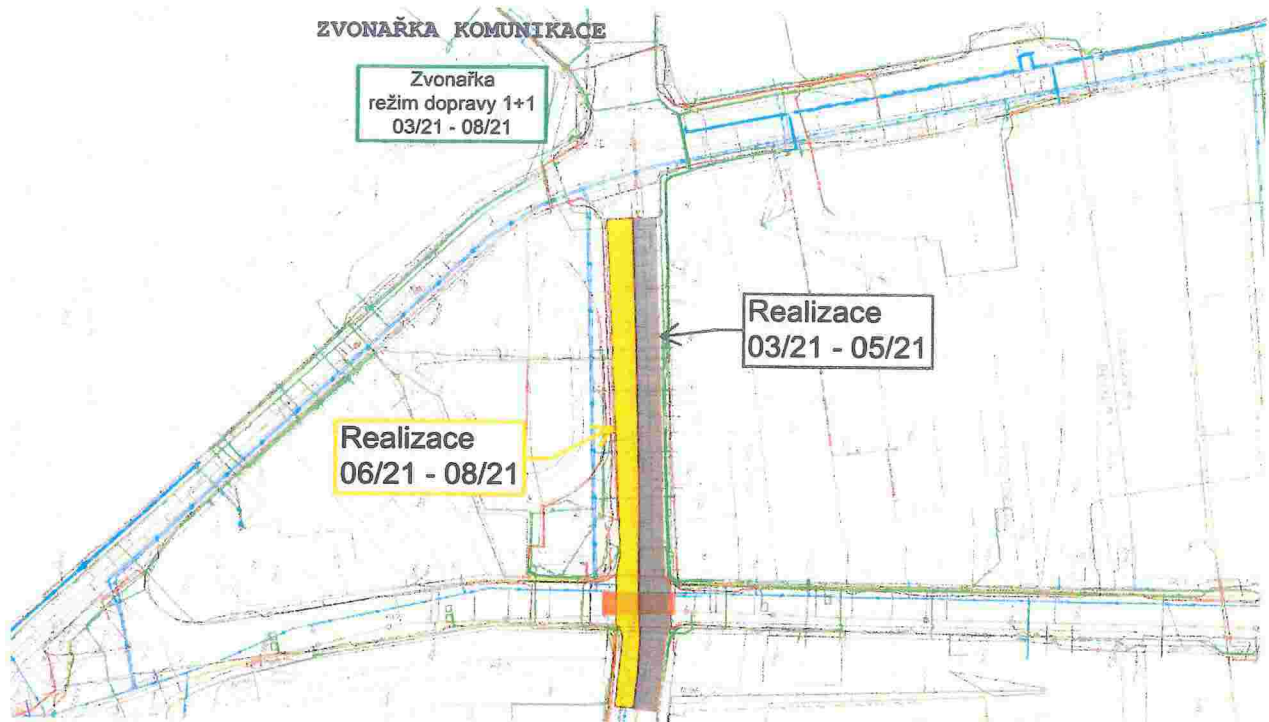 ZVONAŘKA KOMUNIKACE
Zvonařka
režim dopravy 1+1
03/21 - 08/21
Realizace
03/21 - 05/21
Realizace
06/21 - 08/21